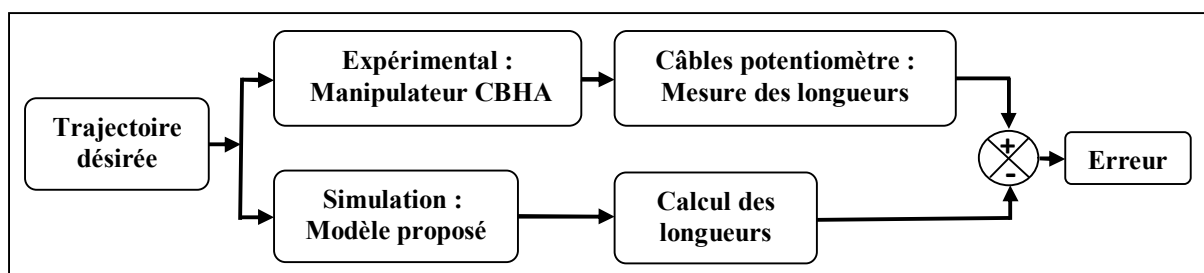 Trajectoire
désirée
Expérimental :
Manipulateur CBHA
Câbles potentiomètre :
Mesure des longueurs
Simulation :
Modèle proposé
Calcul des
longueurs
+
-
Erreur